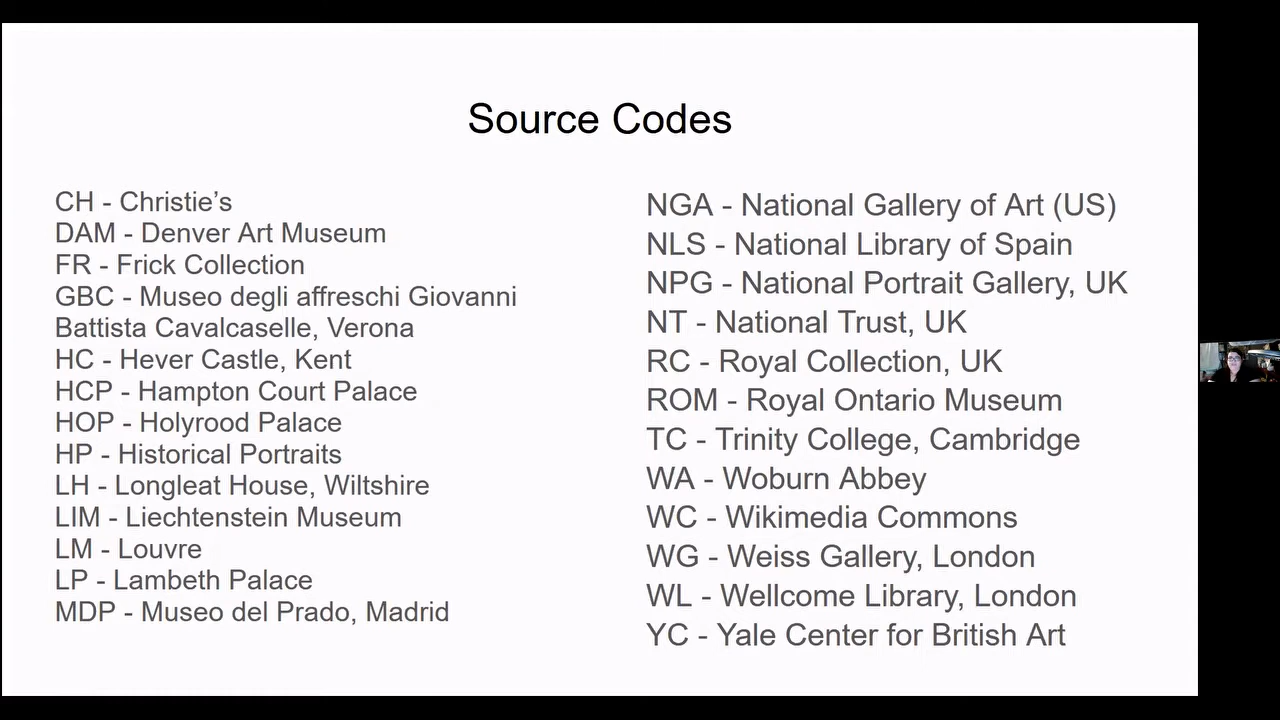 Source Codes
CH - Christie’s
DAM - Denver Art Museum
FR - Frick Collection
GBC - Museo degli affreschi Giovanni
Battista Cavalcaselle, Verona
HC - Hever Castle, Kent
HCP - Hampton Court Palace
HOP - Holyrood Palace
HP - Historical Portraits
LH - Longleat House, Wiltshire
LIM - Liechtenstein Museum
LM - Louvre
LP - Lambeth Palace
MDP - Museo del Prado, Madrid
NGA - National Gallery of Art (US)
NLS - National Library of Spain
NPG - National Portrait Gallery, UK
NT - National Trust, UK
RC - Royal Collection, UK
ROM - Royal Ontario Museum
TC - Trinity College, Cambridge
WA - Woburn Abbey
WC - Wikimedia Commons
WG - Weiss Gallery, London
WL - Wellcome Library, London
YC - Yale Center for British Art